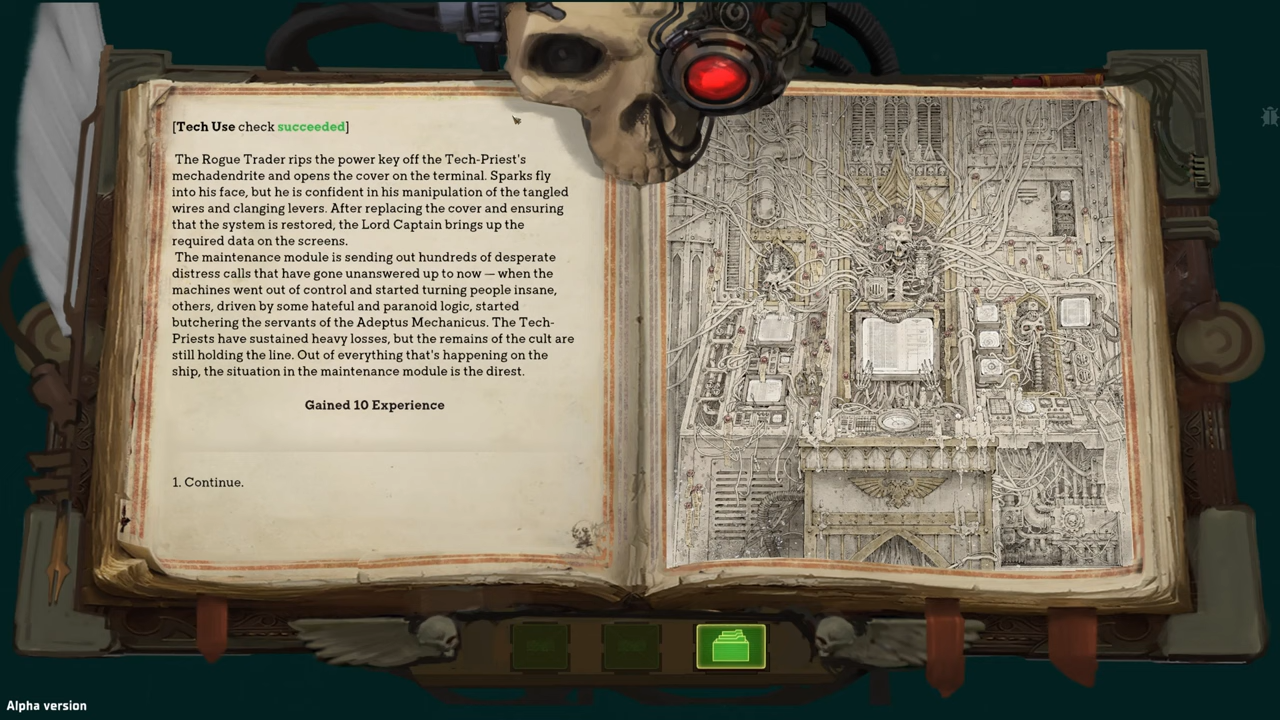 [Tech Use check succeeded]
The Rogue Trader rips the power key off the Tech-Priest's
mechadendrite and opens the cover on the terminal. Sparks fly
into his face, but he is confident in his manipulation of the tangled
wires and clanging levers. After replacing the cover and ensuring
that the system is restored, the Lord Captain brings up the
required data on the screens.
The maintenance module is sending out hundreds of desperate
distress calls that have gone unanswered up to now — when the
machines went out of control and started turning people insane,
others, driven by some hateful and paranoid logic, started
butchering the servants of the Adeptus Mechanicus. The Tech-
Priests have sustained heavy losses, but the remains of the cult are
still holding the line. Out of everything that's happening on the
ship, the situation in the maintenance module is the direst.
Gained 10 Experience
1. Continue.
Alpha version